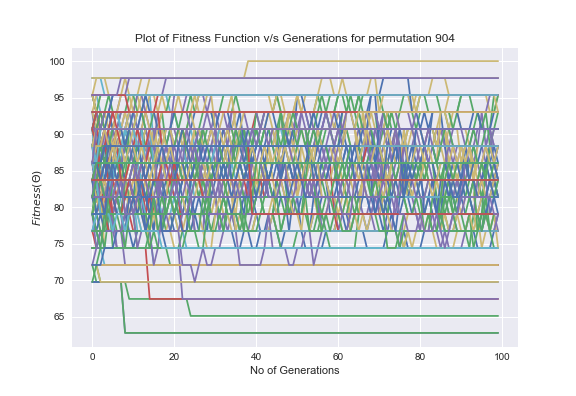 Plot of Fitness Function v/s Generations for permutation 904
100
95
90
85
80
75
70
65
Fitness(Θ)
0 20 40 60 80 100
No of Generations